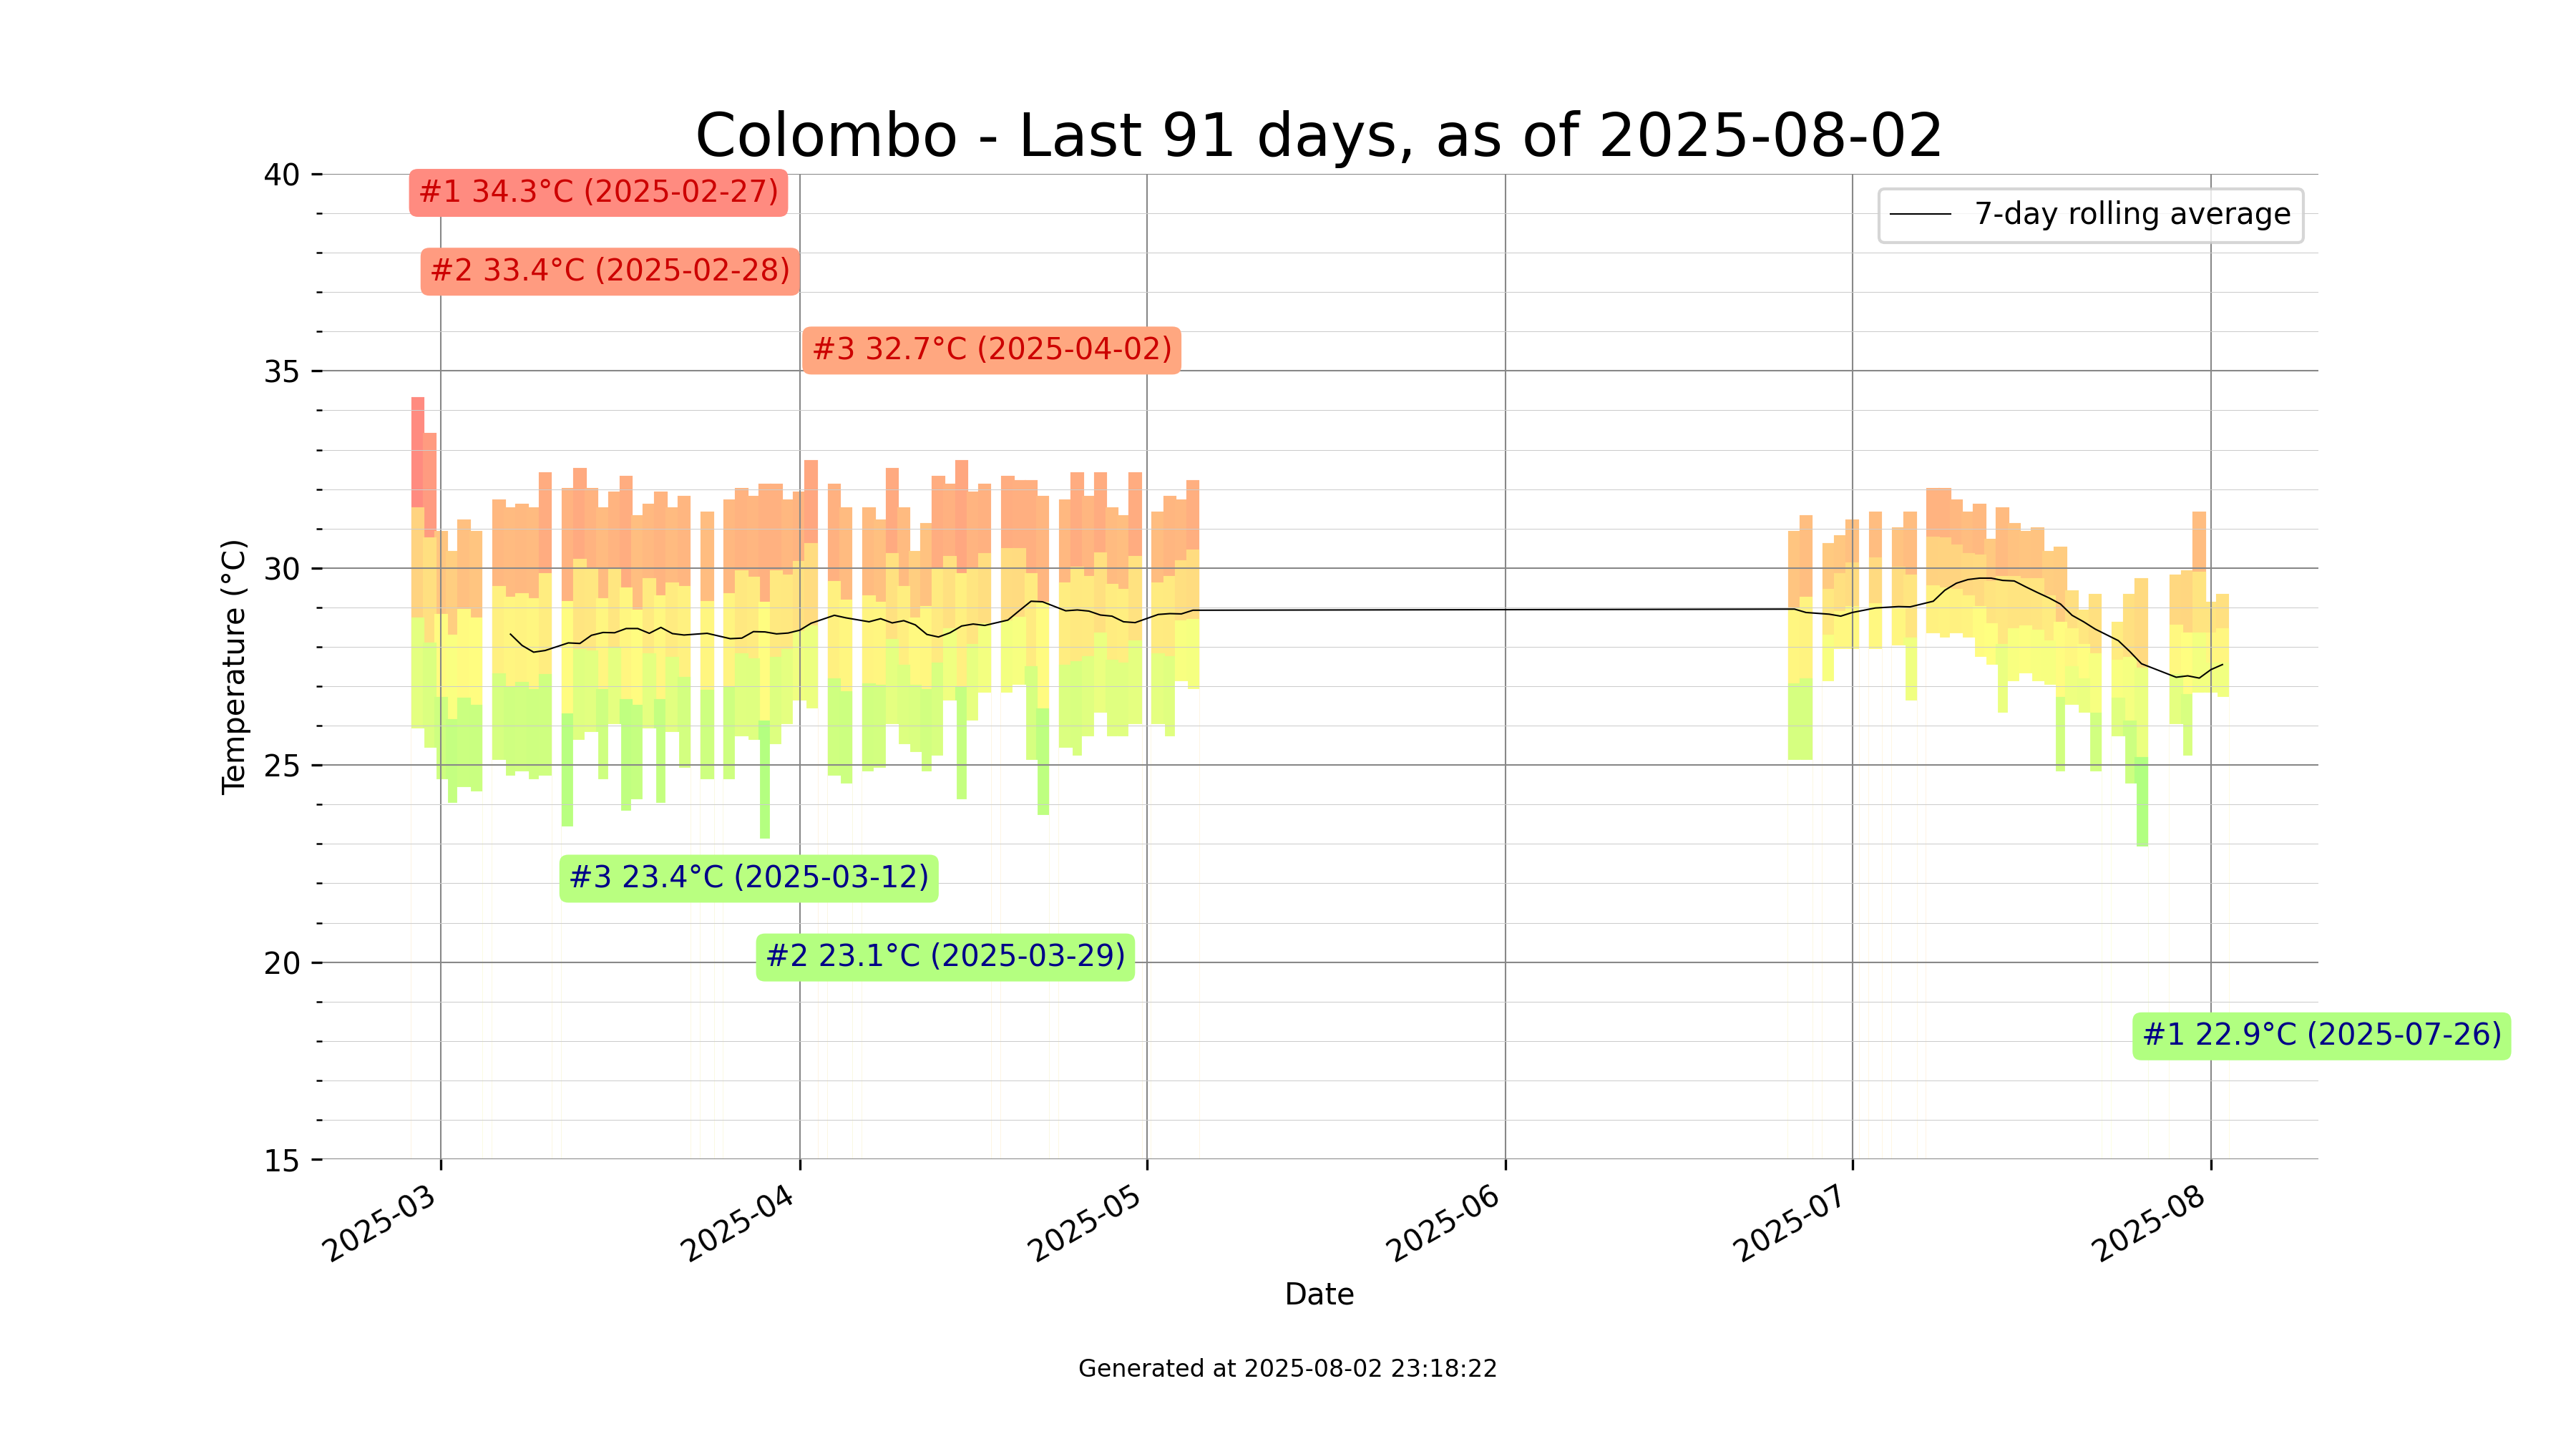 Colombo - Last 91 days, as of 2025-08-02
40
35
30
25
20
15
Temperature (°C)
#1 34.3°C (2025-02-27)
#2 33.4°C (2025-02-28)
#3 32.7°C (2025-04-02)
7-day rolling average
#3 23.4°C (2025-03-12)
#2 23.1°C (2025-03-29)
#1 22.9°C (2025-07-26)
2025-03
2025-04
2025-05
2025-06
2025-07
2025-08
Date
Generated at 2025-08-02 23:18:22